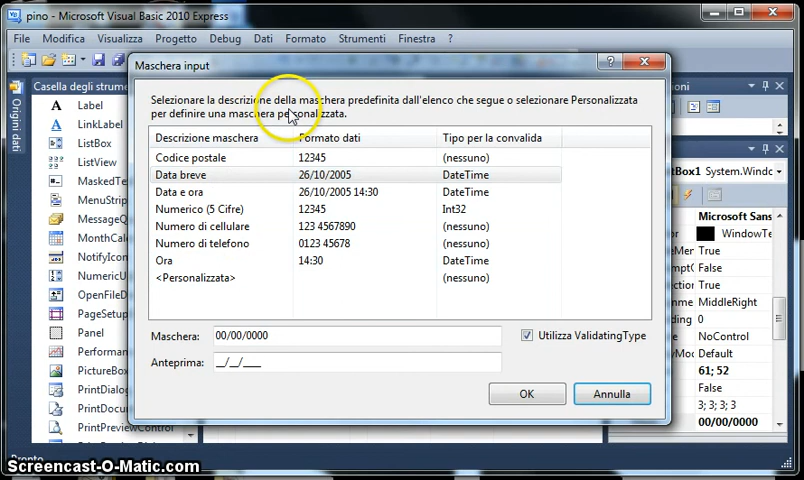 pino - Microsoft Visual Basic 2010 Express
File Modifica Visualizza Progetto Debug Dati Formato Strumenti Finestra ?
Maschera input
Casella degli strume
Origini dati
Selezionare la descrizione della maschera predefinita dall'elenco che segue o selezionare Personalizzata
per definire una maschera personalizzata.
Descrizione maschera Formato dati Tipo per la convalida
Codice postale 12345 (nessuno)
Data breve 26/10/2005 DateTime
Data e ora 26/10/2005 14:30 DateTime
Numerico (5 Cifre) 12345 Int32
Numero di cellulare 123 4567890 (nessuno)
Numero di telefono 0123 45678 (nessuno)
Ora 14:30 DateTime
<Personalizzata> (nessuno)
Maschera: 00/00/0000
Utilizza ValidatingType
Anteprima: __/__/____
OK Annulla
Label
LinkLabel
ListBox
ListView
MaskedTe
MenuStrip
MessageQ
MonthCal
NotifyIcon
NumericU
OpenFileD
PageSetup
Panel
Performan
PictureBox
PrintDialog
PrintDocu
PrintPreviewControl
ioni
tBox1 System.Windov
Microsoft Sans
WindowTe
True
False
True
MiddleRight
0
NoControl
Default
61; 52
False
3; 3; 3; 3
00/00/0000
Pronto
Screencast-O-Matic.com